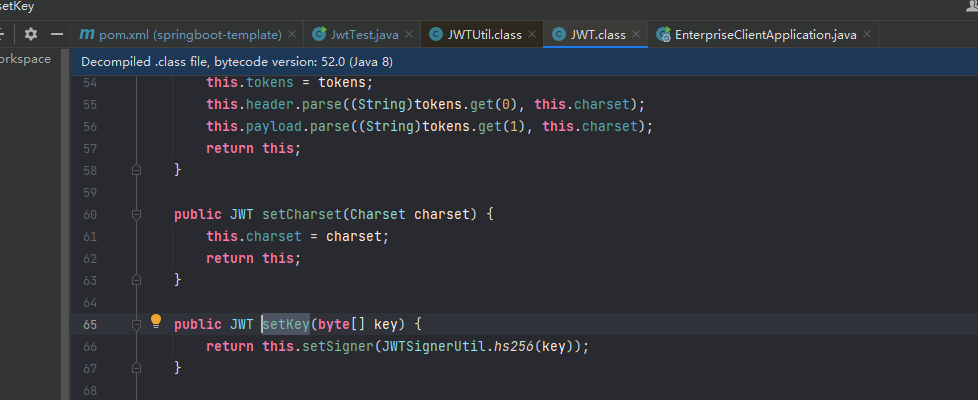 setKey
pom.xml (springboot-template)
JwtTest.java
JWTUtil.class
JWT.class
EnterpriseClientApplication.java
orkspace
Decompiled .class file, bytecode version: 52.0 (Java 8)
54 this.tokens = tokens;
55 this.header.parse((String)tokens.get(0), this.charset);
56 this.payload.parse((String)tokens.get(1), this.charset);
57 return this;
58 }
59
60 public JWT setCharset(Charset charset) {
61 this.charset = charset;
62 return this;
63 }
64
65 public JWT setKey(byte[] key) {
66 return this.setSigner(JWTSignerUtil.hs256(key));
67 }
68